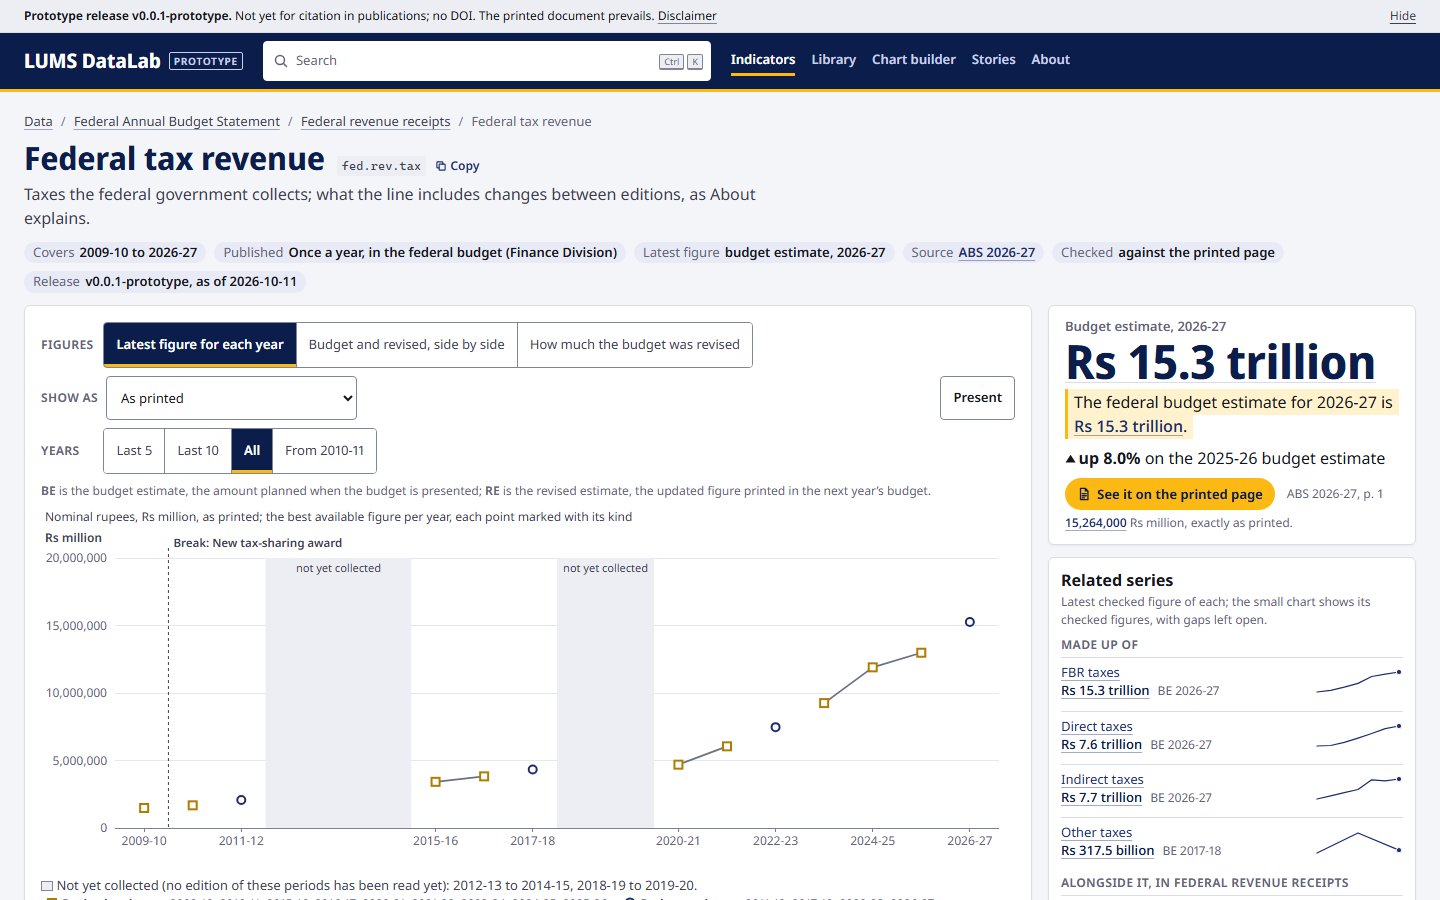 Prototype release v0.0.1-prototype. Not yet for citation in publications; no DOI. The printed document prevails. Disclaimer
Hide
LUMS DataLab PROTOTYPE Search Ctrl K Indicators Library Chart builder Stories About
Data / Federal Annual Budget Statement / Federal revenue receipts / Federal tax revenue
Federal tax revenue fed.rev.tax Copy
Taxes the federal government collects; what the line includes changes between editions, as About
explains.
Covers 2009-10 to 2026-27 Published Once a year, in the federal budget (Finance Division) Latest figure budget estimate, 2026-27 Source ABS 2026-27 Checked against the printed page
Release v0.0.1-prototype, as of 2026-10-11
FIGURES Latest figure for each year Budget and revised, side by side How much the budget was revised
SHOW AS As printed Present
YEARS Last 5 Last 10 All From 2010-11
BE is the budget estimate, the amount planned when the budget is presented; RE is the revised estimate, the updated figure printed in the next year's budget.
Nominal rupees, Rs million, as printed; the best available figure per year, each point marked with its kind
Rs million
Break: New tax-sharing award
20,000,000
not yet collected not yet collected
15,000,000
10,000,000
5,000,000
0
2009-10 2011-12 2015-16 2017-18 2020-21 2022-23 2024-25 2026-27
Not yet collected (no edition of these periods has been read yet): 2012-13 to 2014-15, 2018-19 to 2019-20.
Budget estimate, 2026-27
Rs 15.3 trillion
The federal budget estimate for 2026-27 is
Rs 15.3 trillion.
up 8.0% on the 2025-26 budget estimate
See it on the printed page ABS 2026-27, p. 1
15,264,000 Rs million, exactly as printed.
Related series
Latest checked figure of each; the small chart shows its
checked figures, with gaps left open.
MADE UP OF
FBR taxes
Rs 15.3 trillion BE 2026-27
Direct taxes
Rs 7.6 trillion BE 2026-27
Indirect taxes
Rs 7.7 trillion BE 2026-27
Other taxes
Rs 317.5 billion BE 2017-18
ALONGSIDE IT, IN FEDERAL REVENUE RECEIPTS